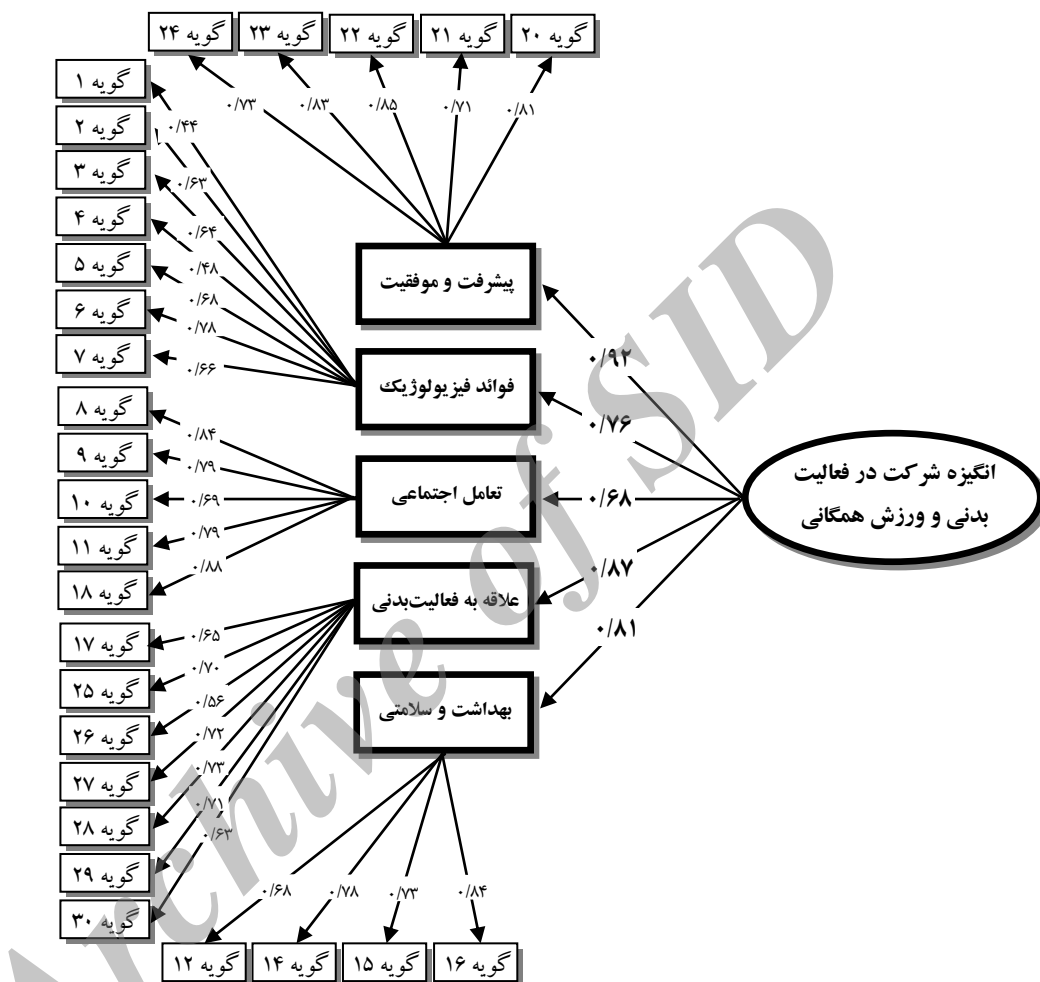 گویه ۲۰
گویه ۲۱
گویه ۲۲
گویه ۲۳
گویه ۲۴
۰/۸۱
۰/۷۱
۰/۸۵
۰/۸۳
۰/۷۳
گویه ۱
گویه ۲
گویه ۳
گویه ۴
گویه ۵
گویه ۶
گویه ۷
۰/۴۴
۰/۶۳
۰/۶۴
۰/۴۸
۰/۶۸
۰/۷۸
۰/۶۶
گویه ۸
گویه ۹
گویه ۱۰
گویه ۱۱
گویه ۱۸
۰/۸۴
۰/۷۹
۰/۶۹
۰/۷۹
۰/۸۸
گویه ۱۷
گویه ۲۵
گویه ۲۶
گویه ۲۷
گویه ۲۸
گویه ۲۹
گویه ۳۰
۰/۶۵
۰/۷۰
۰/۵۶
۰/۷۲
۰/۷۳
۰/۷۱
۰/۶۳
پیشرفت و موفقیت
فوائد فیزیولوژیک
تعامل اجتماعی
علاقه به فعالیت‌بدنی
بهداشت و سلامتی
۰/۹۲
۰/۷۶
۰/۶۸
۰/۸۷
۰/۸۱
انگیزه شرکت در فعالیت
بدنی و ورزش همگانی
۰/۸۴
۰/۷۳
۰/۷۸
۰/۶۸
گویه ۱۶
گویه ۱۵
گویه ۱۴
گویه ۱۲
Archive of SID